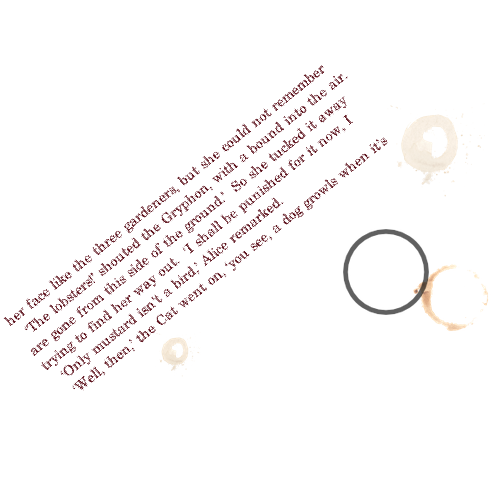 her face like the three gardeners, but she could not remember
'The lobsters!' shouted the Gryphon, with a bound into the air.
are gone from this side of the ground.' So she tucked it away
trying to find her way out. 'I shall be punished for it now, I
'Only mustard isn't a bird,' Alice remarked.
'Well, then,' the Cat went on, 'you see, a dog growls when it's